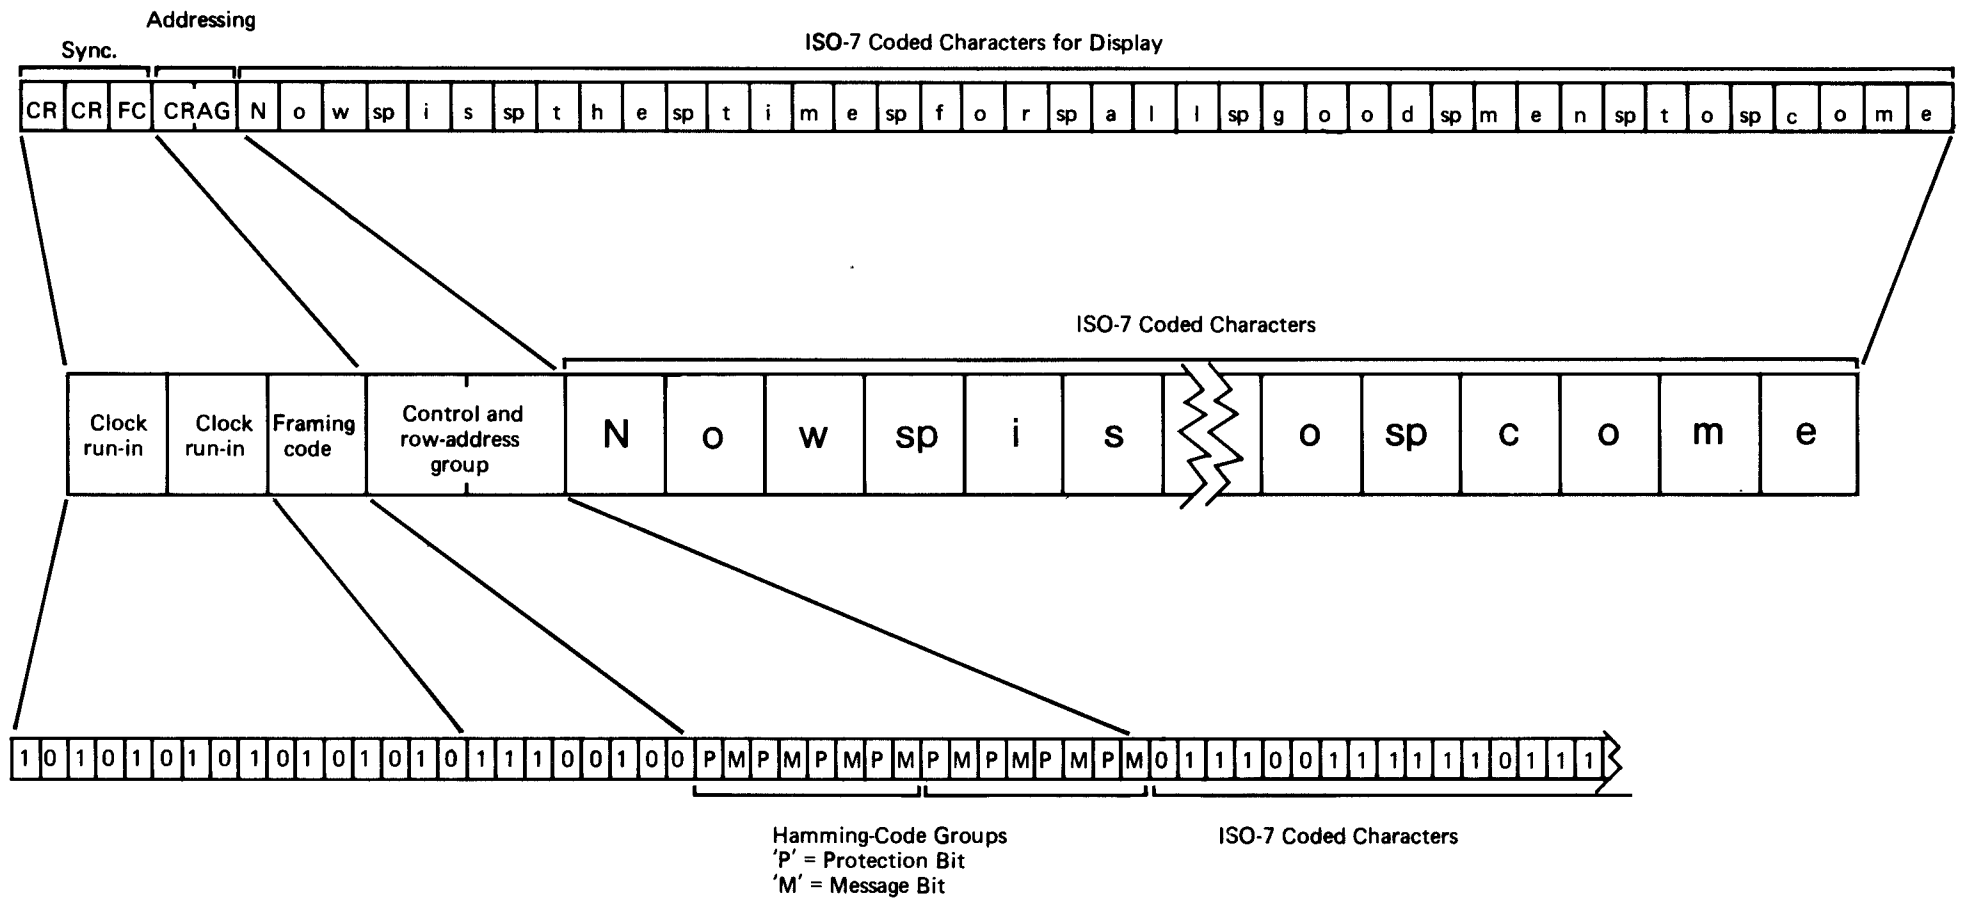 Addressing
Sync.
ISO-7 Coded Characters for Display
CR CR FC CRAG N o w sp i s sp t h e sp t i m e sp f o r sp a l l sp g o o d sp m e n sp t o sp c o m e
ISO-7 Coded Characters
Clock
run-in
Clock
run-in
Framing
code
Control and
row-address
group
N o w sp i s o sp c o m e
1 0 1 0 1 0 1 0 1 0 1 0 1 0 1 0 1 1 1 0 0 1 0 0 P M P M P M P M P M P M P M P M 0 1 1 1 0 0 1 1 1 1 1 1 0 1 1 1
Hamming-Code Groups
'P' = Protection Bit
'M' = Message Bit
ISO-7 Coded Characters